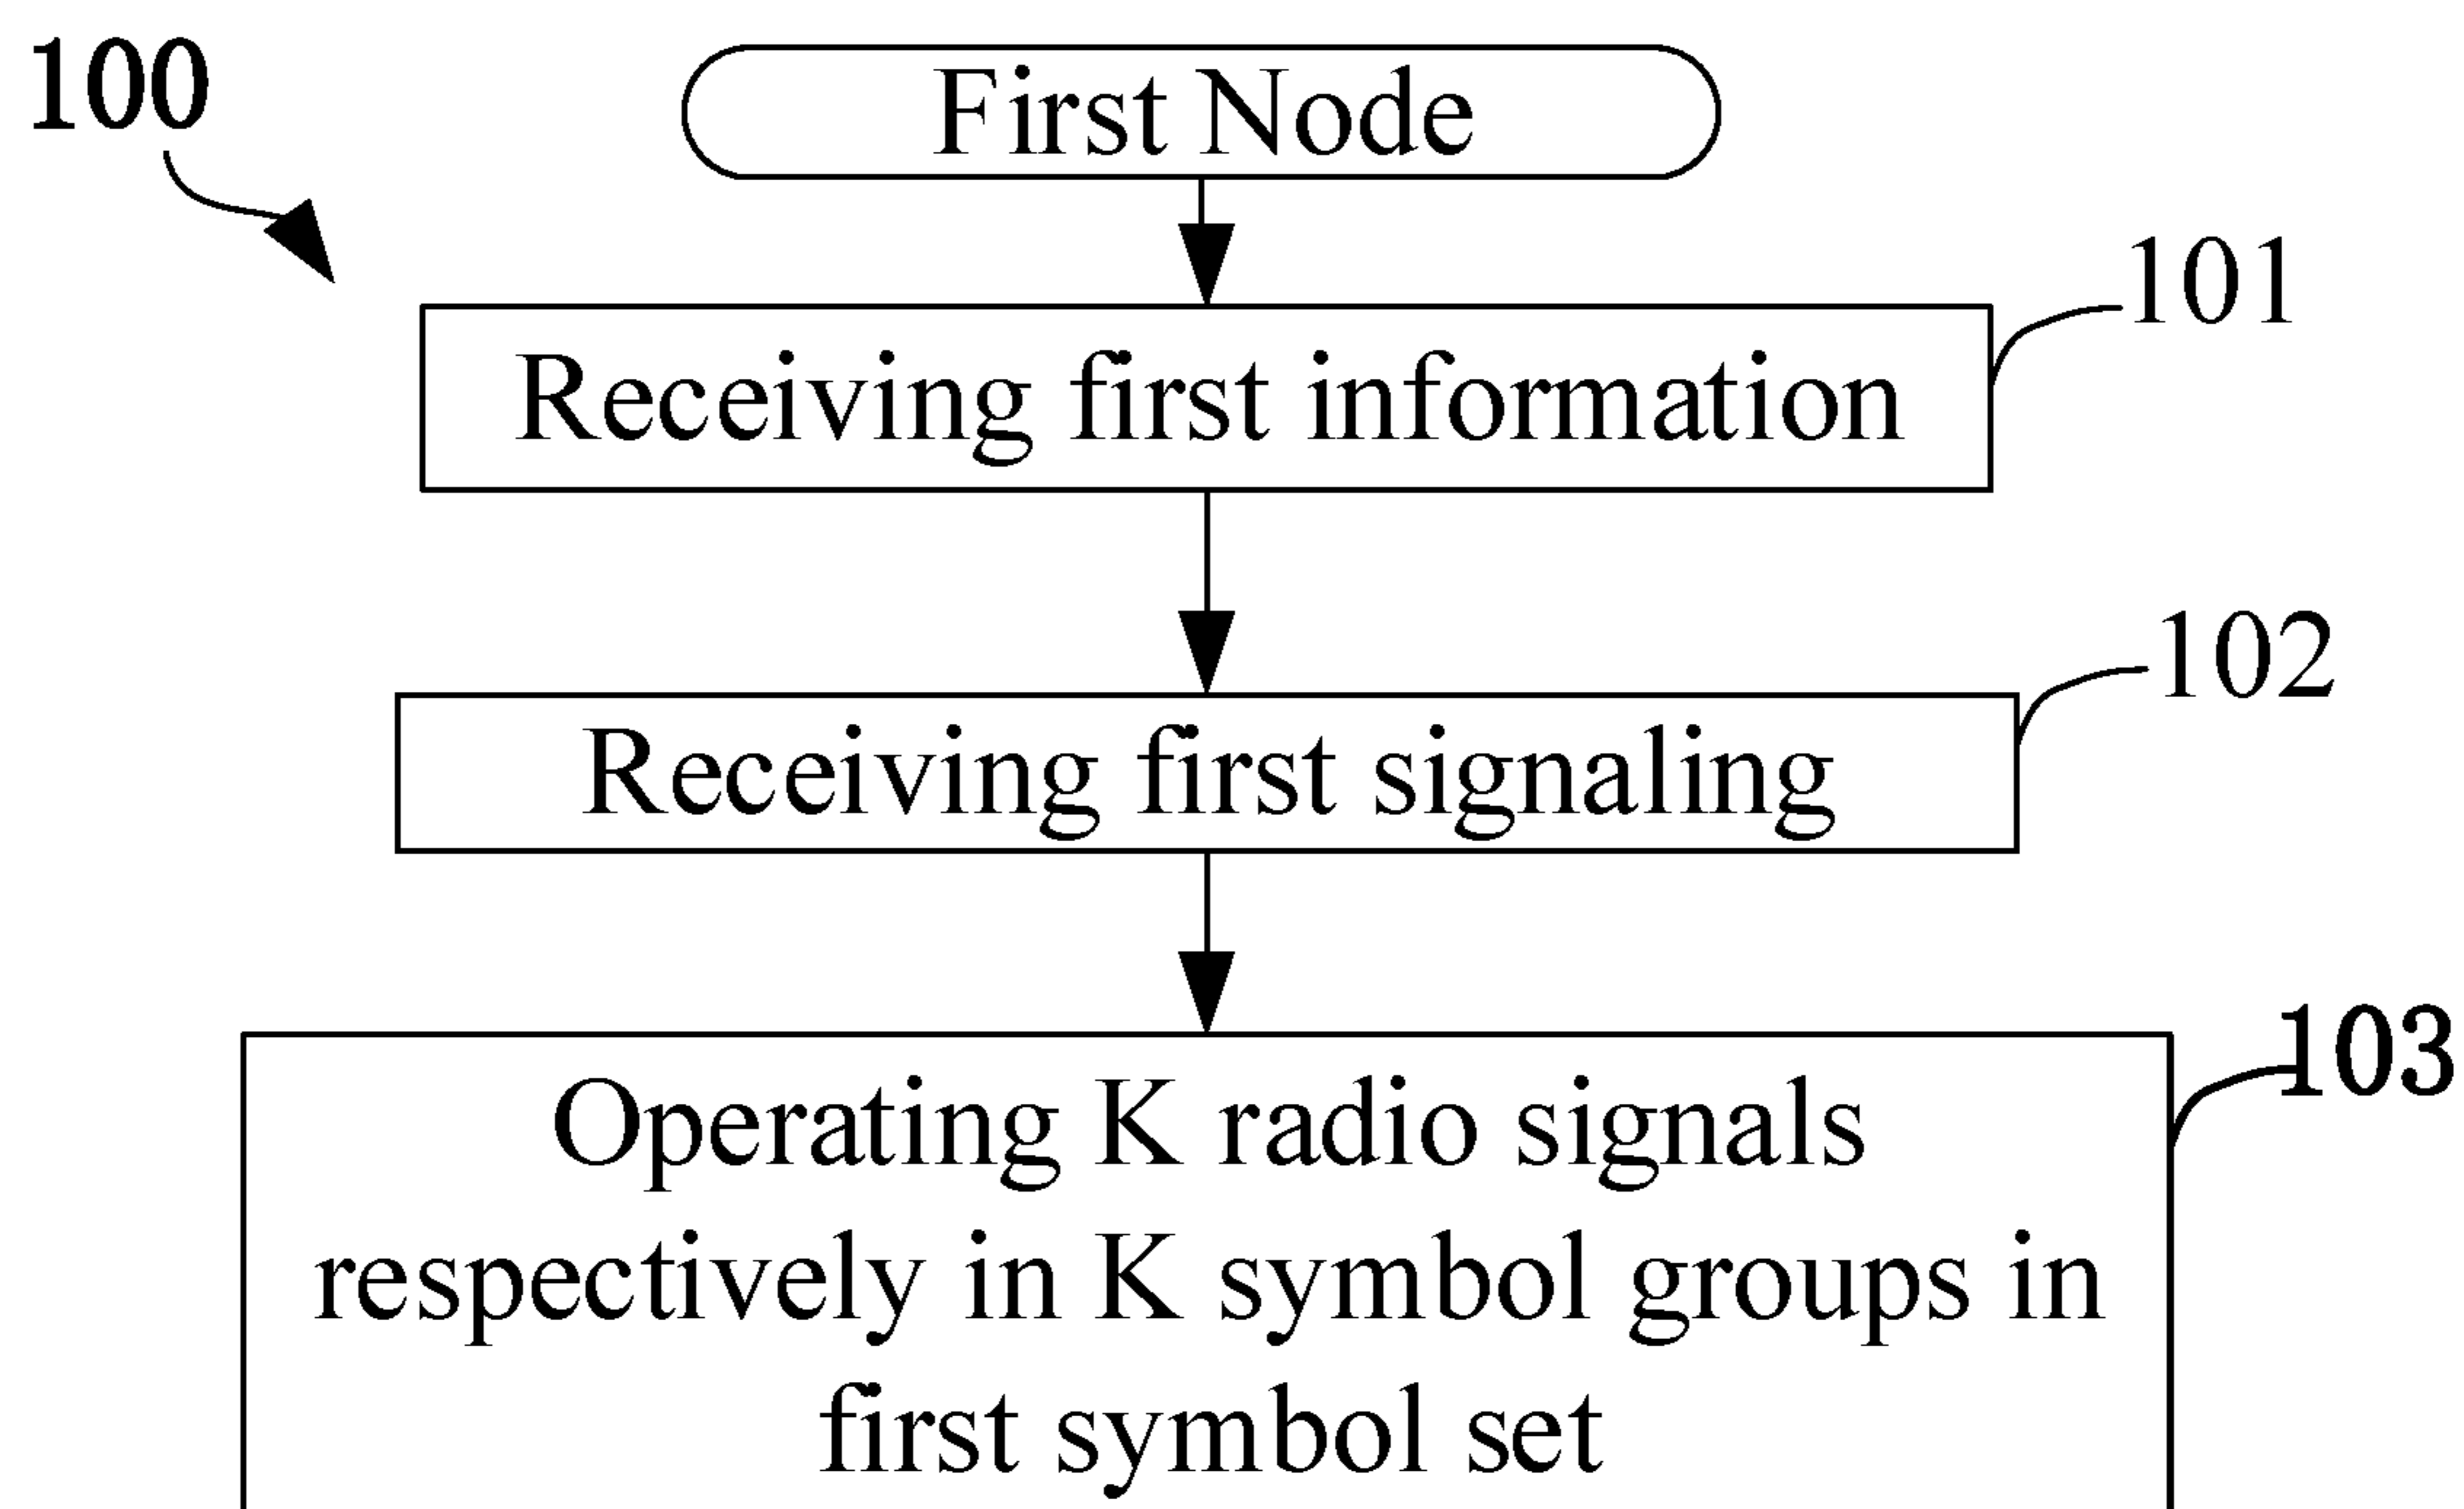 100
First Node
101
Receiving first information
102
Receiving first signaling
103
Operating K radio signals
respectively in K symbol groups in
first symbol set